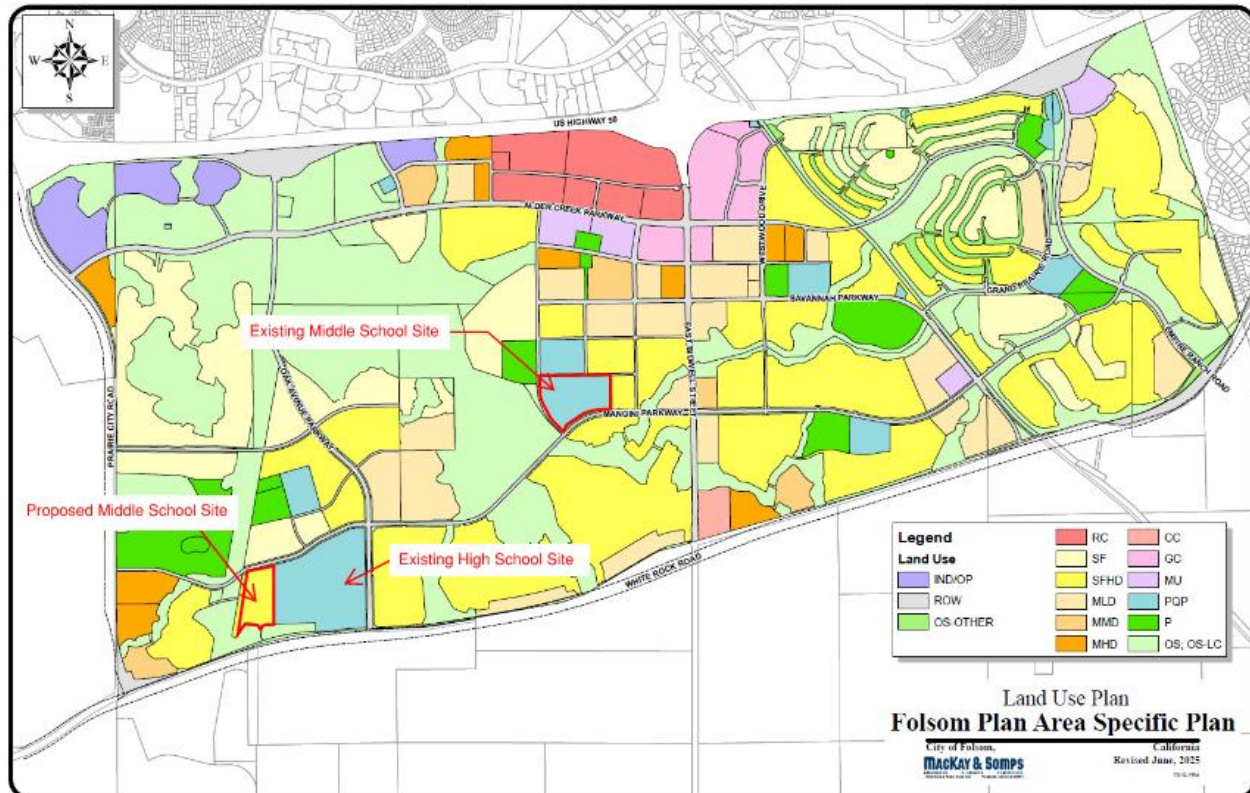 N
W E
S
US HIGHWAY 50
ALDER CREEK PARKWAY
WESTWOOD DRIVE
GRAND PRAIRIE ROAD
SAVANNAH PARKWAY
EMPIRE RANCH ROAD
Existing Middle School Site
EAST BIDWELL STREET
MANGINI PARKWAY
PRAIRIE CITY ROAD
OAK AVENUE PARKWAY
Proposed Middle School Site
Existing High School Site
WHITE ROCK ROAD
Legend
Land Use
IND/OP
ROW
OS-OTHER
RC
SF
SFHD
MLD
MMD
MHD
CC
GC
MU
PQP
P
OS; OS-LC
Land Use Plan
Folsom Plan Area Specific Plan
City of Folsom, California
MACKAY & SOMPS Revised June, 2025